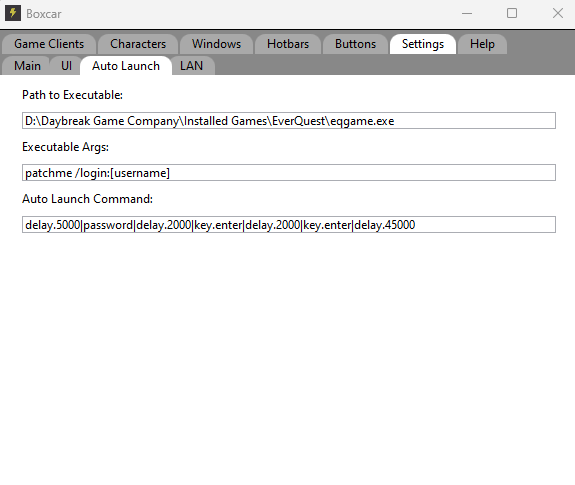 Boxcar
Game Clients Characters Windows Hotbars Buttons Settings Help
Main UI Auto Launch LAN
Path to Executable:
D:\Daybreak Game Company\Installed Games\EverQuest\eqgame.exe
Executable Args:
patchme /login:[username]
Auto Launch Command:
delay.5000|password|delay.2000|key.enter|delay.2000|key.enter|delay.45000